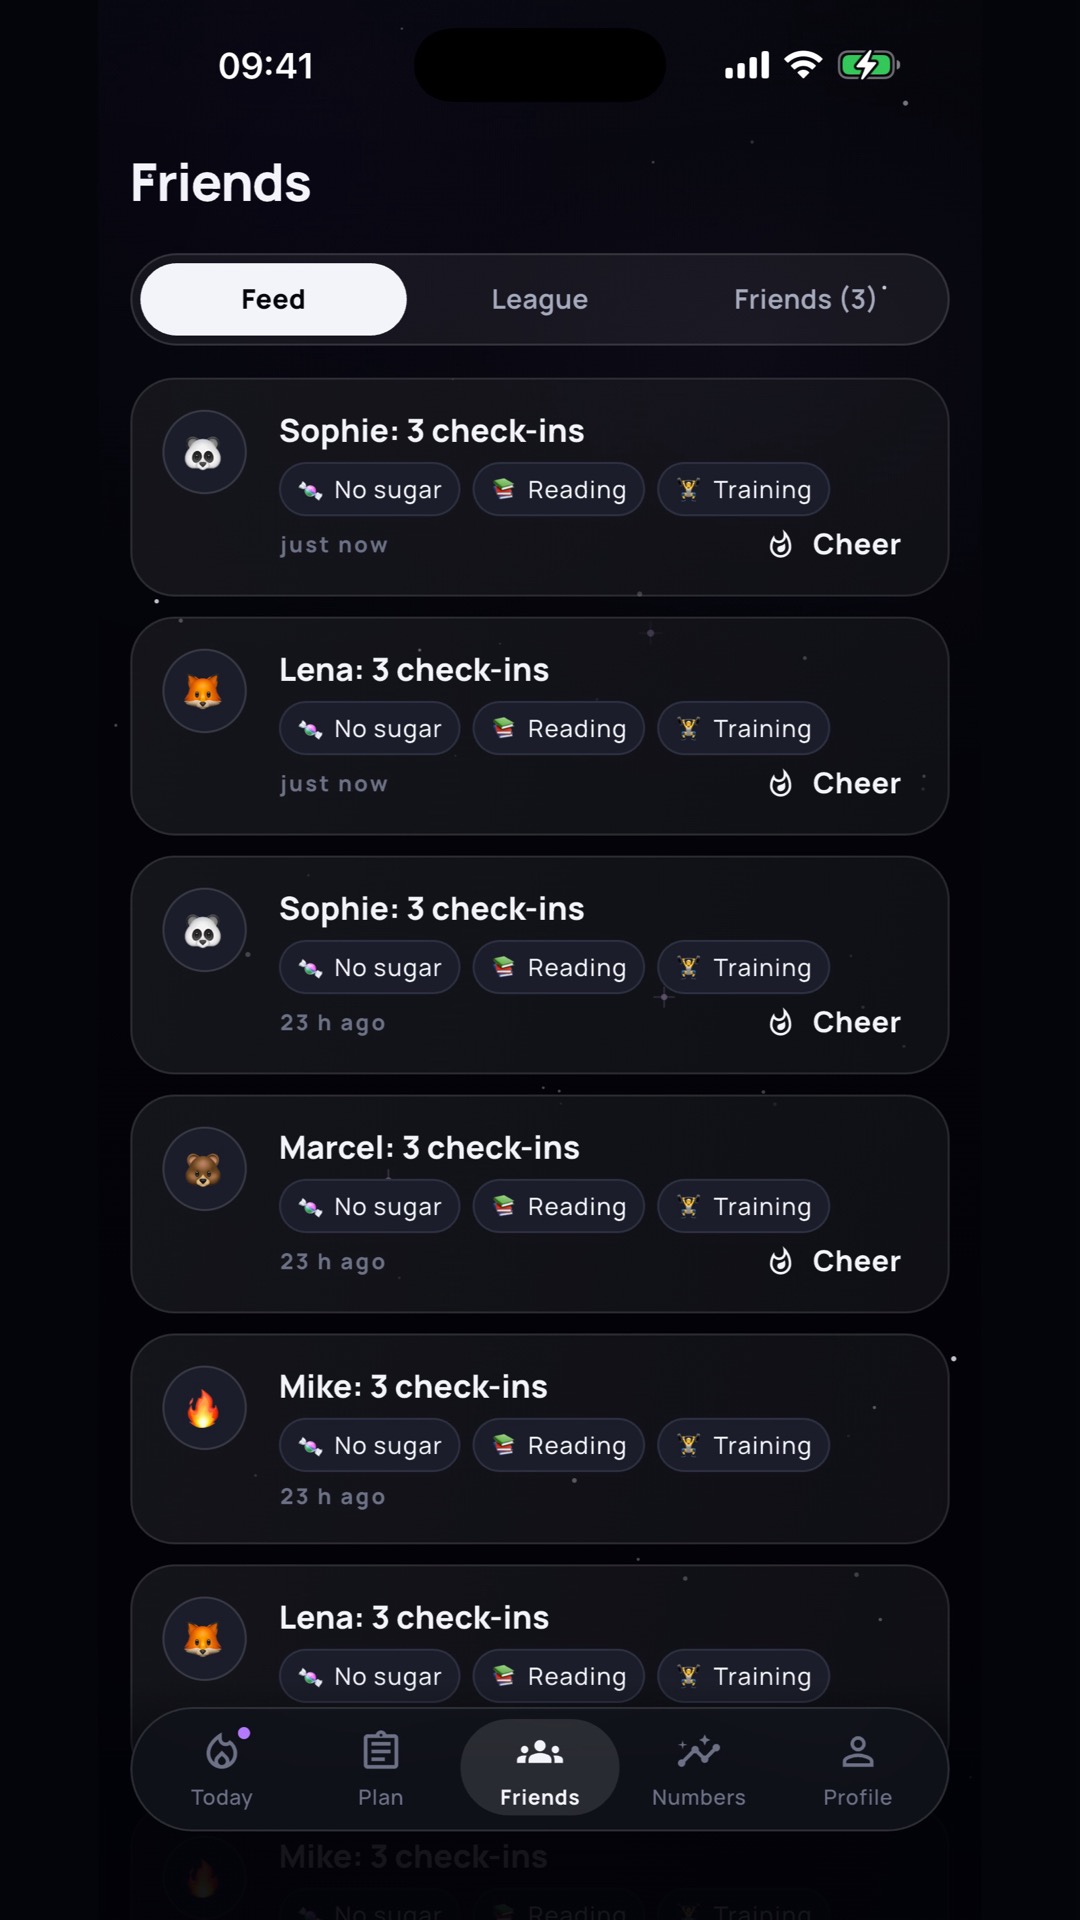 09:41
Friends
Feed League Friends (3)
Sophie: 3 check-ins
No sugar Reading Training
just now Cheer
Lena: 3 check-ins
No sugar Reading Training
just now Cheer
Sophie: 3 check-ins
No sugar Reading Training
23 h ago Cheer
Marcel: 3 check-ins
No sugar Reading Training
23 h ago Cheer
Mike: 3 check-ins
No sugar Reading Training
23 h ago
Lena: 3 check-ins
No sugar Reading Training
Today Plan Friends Numbers Profile
Mike: 3 check-ins
No sugar Reading Training